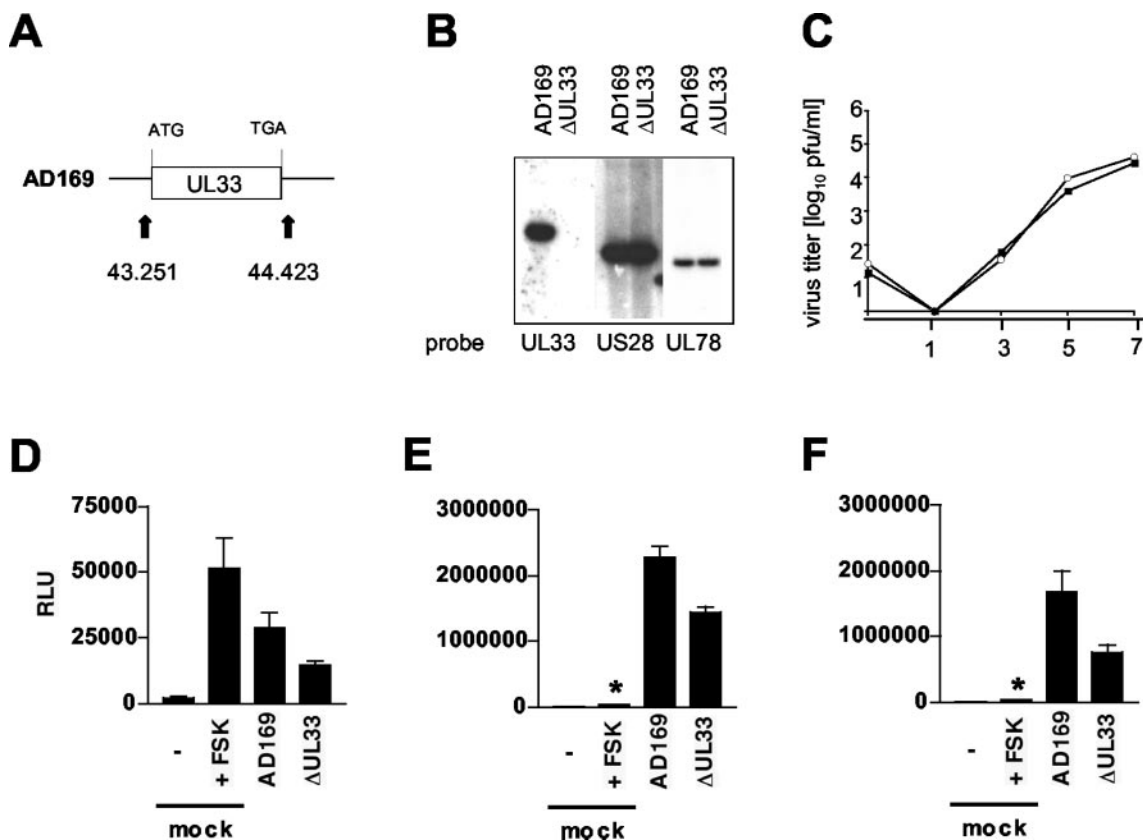 A
ATG
TGA
AD169
UL33
43.251
44.423
B
AD169
ΔUL33
AD169
ΔUL33
AD169
ΔUL33
probe
UL33
US28
UL78
C
virus titer [log10 pfu/ml]
6
5
4
3
2
1
1
3
5
7
D
RLU
75000
50000
25000
0
-
+ FSK
AD169
ΔUL33
mock
E
3000000
2000000
1000000
0
*
-
+ FSK
AD169
ΔUL33
mock
F
3000000
2000000
1000000
0
*
-
+ FSK
AD169
ΔUL33
mock